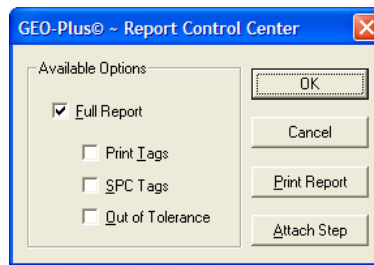 GEO-Plus© ~ Report Control Center
Available Options
Full Report
Print Tags
SPC Tags
Out of Tolerance
OK
Cancel
Print Report
Attach Step